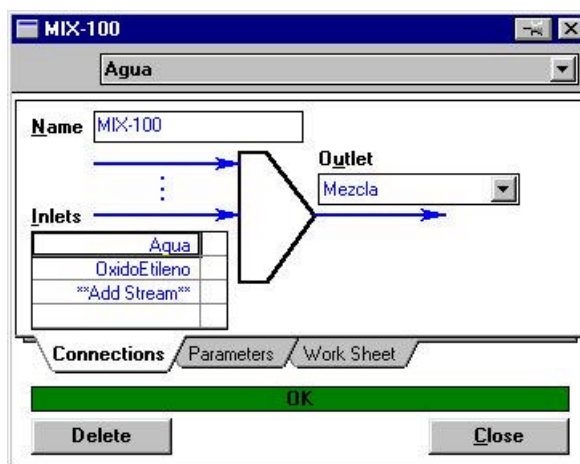 MIX-100
Agua
Name MIX-100
Outlet
Mezcla
Inlets
Agua
OxidoEtileno
**Add Stream**
Connections Parameters Work Sheet
OK
Delete Close